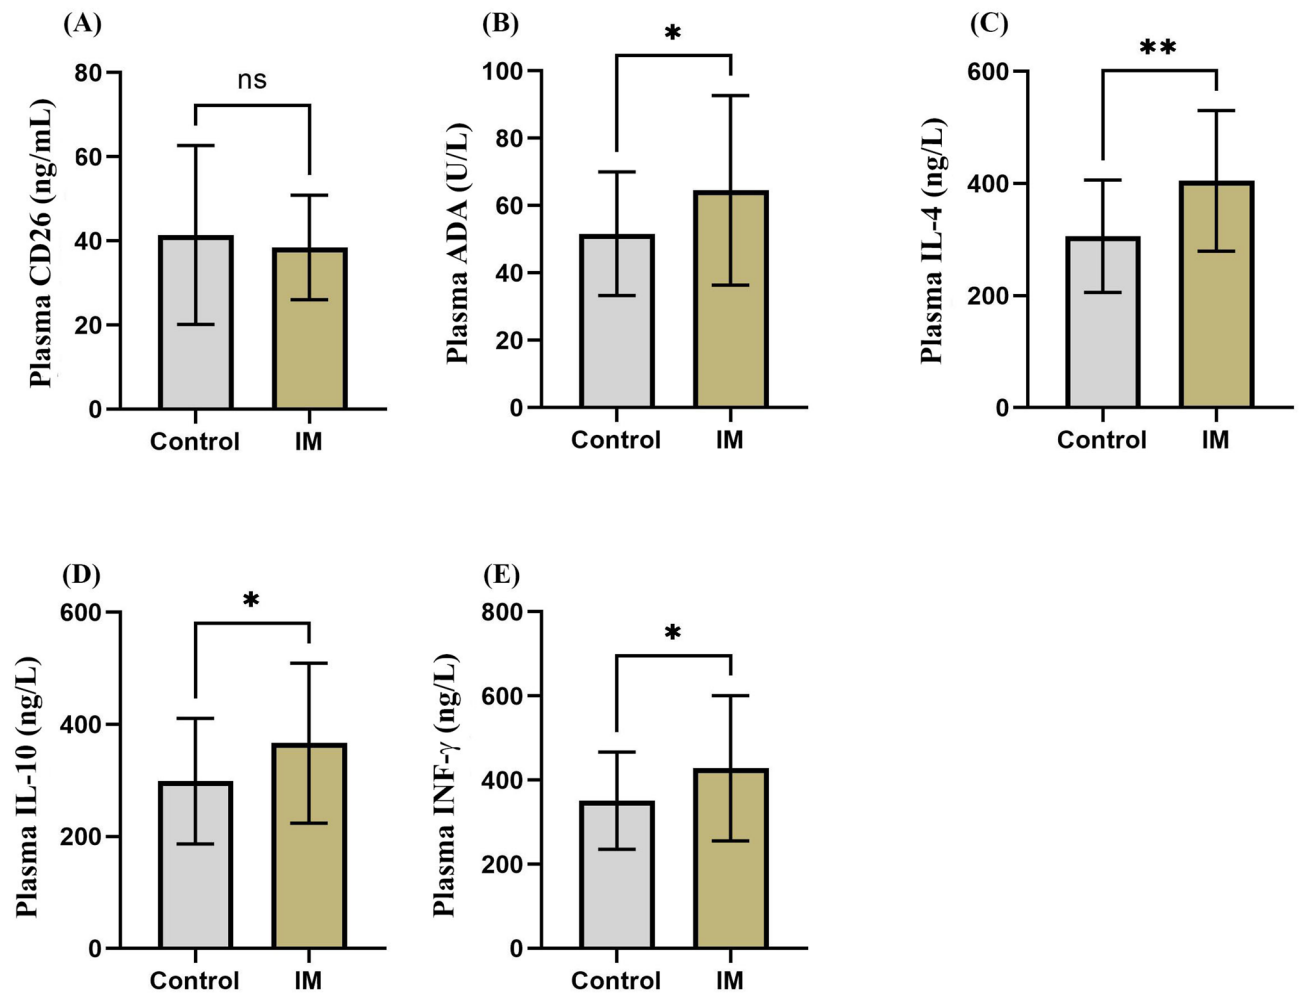 (A)
ns
Plasma CD26 (ng/mL)
80
60
40
20
0
Control IM
(B)
*
Plasma ADA (U/L)
100
80
60
40
20
0
Control IM
(C)
**
Plasma IL-4 (ng/L)
600
400
200
0
Control IM
(D)
*
Plasma IL-10 (ng/L)
600
400
200
0
Control IM
(E)
*
Plasma INF-γ (ng/L)
800
600
400
200
0
Control IM